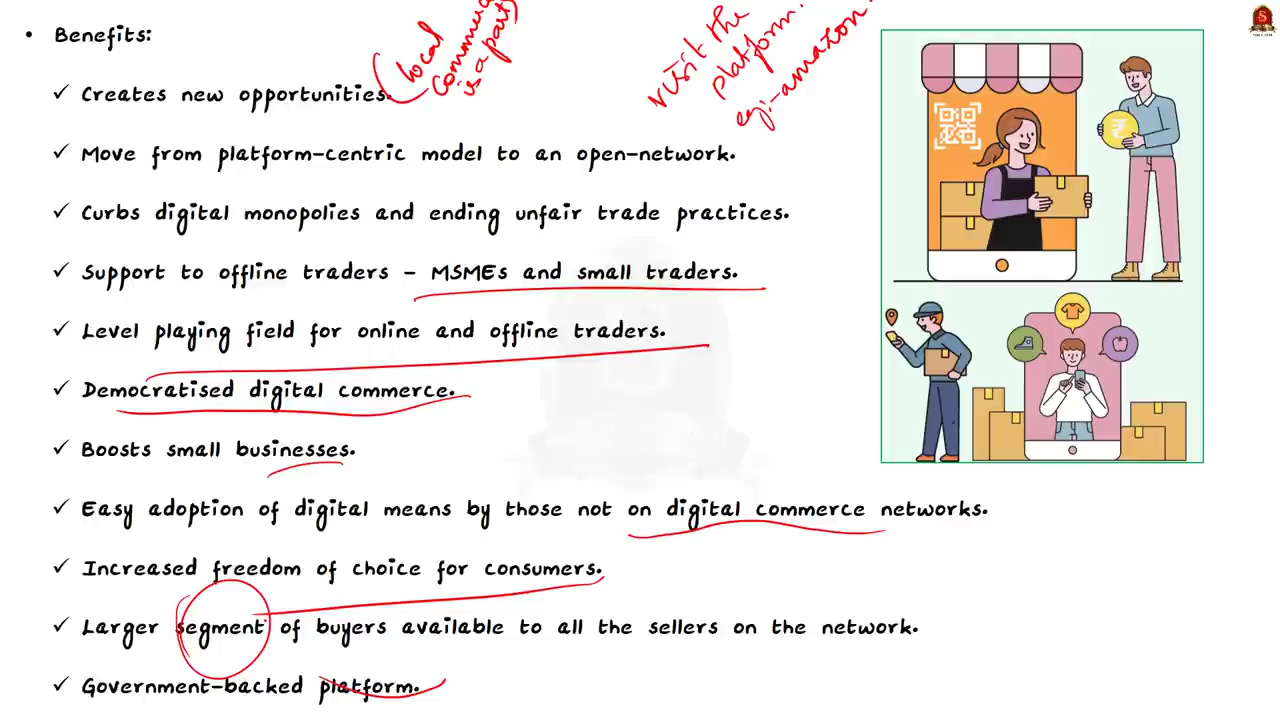 • Benefits:
(local
is a part
visit the
platform.
eg:- amazon.
✓ Creates new opportunities.
✓ Move from platform-centric model to an open-network.
✓ Curbs digital monopolies and ending unfair trade practices.
✓ Support to offline traders – MSMEs and small traders.
✓ Level playing field for online and offline traders.
✓ Democratised digital commerce.
✓ Boosts small businesses.
✓ Easy adoption of digital means by those not on digital commerce networks.
✓ Increased freedom of choice for consumers.
✓ Larger segment of buyers available to all the sellers on the network.
✓ Government-backed platform.
₹
S